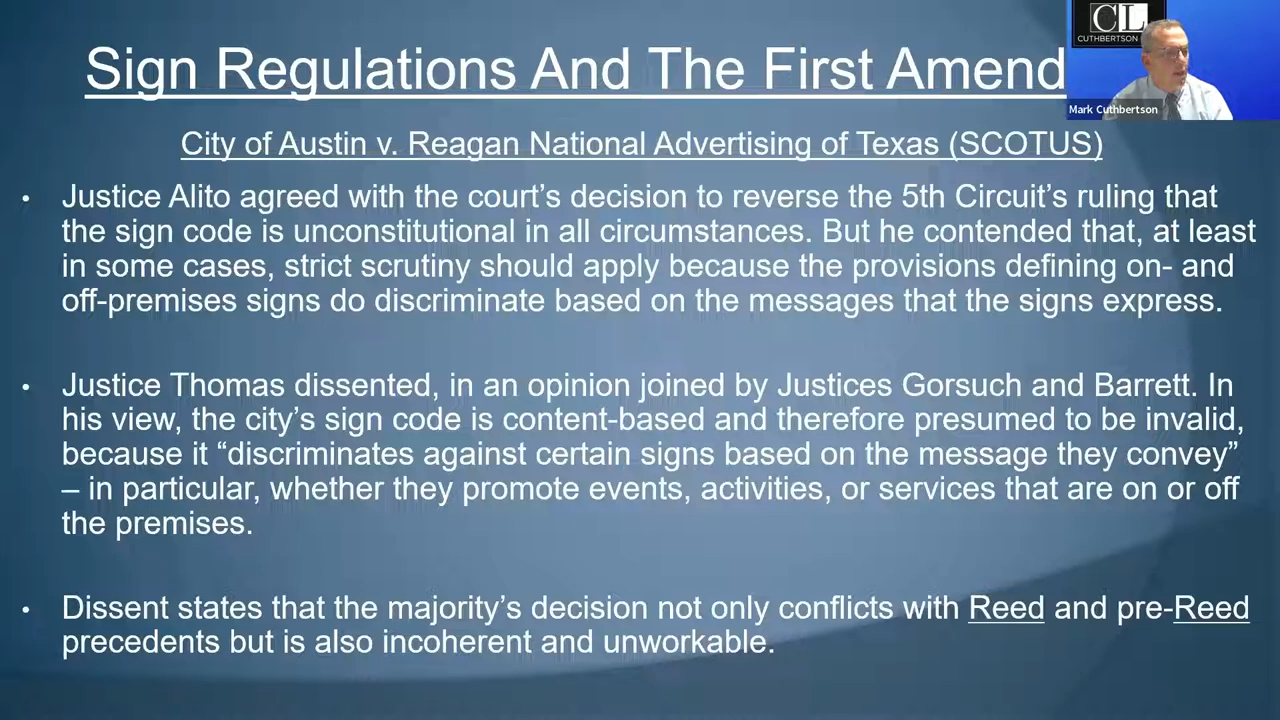 Sign Regulations And The First Amend
CL
CUTHBERTSON
Mark Cuthbertson
City of Austin v. Reagan National Advertising of Texas (SCOTUS)
• Justice Alito agreed with the court’s decision to reverse the 5th Circuit’s ruling that
the sign code is unconstitutional in all circumstances. But he contended that, at least
in some cases, strict scrutiny should apply because the provisions defining on- and
off-premises signs do discriminate based on the messages that the signs express.
• Justice Thomas dissented, in an opinion joined by Justices Gorsuch and Barrett. In
his view, the city’s sign code is content-based and therefore presumed to be invalid,
because it “discriminates against certain signs based on the message they convey”
– in particular, whether they promote events, activities, or services that are on or off
the premises.
• Dissent states that the majority’s decision not only conflicts with Reed and pre-Reed
precedents but is also incoherent and unworkable.